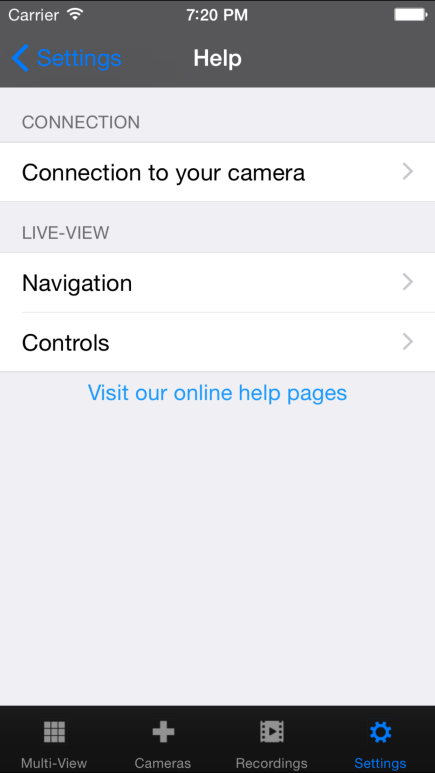 Carrier 7:20 PM
Settings Help
CONNECTION
Connection to your camera
LIVE-VIEW
Navigation
Controls
Visit our online help pages
Multi-View Cameras Recordings Settings